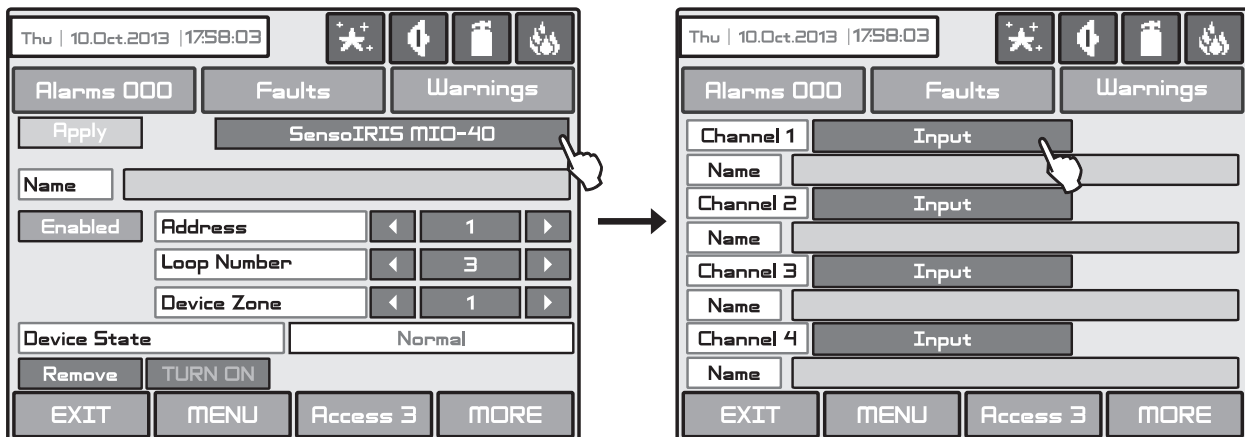 Thu | 10.Oct.2013 |17:58:03
Alarms 000 Faults Warnings
Apply SensoIRIS MIO-40
Name
Enabled Address 1
Loop Number 3
Device Zone 1
Device State Normal
Remove TURN ON
EXIT MENU Access 3 MORE
Thu | 10.Oct.2013 |17:58:03
Alarms 000 Faults Warnings
Channel 1 Input
Name
Channel 2 Input
Name
Channel 3 Input
Name
Channel 4 Input
Name
EXIT MENU Access 3 MORE